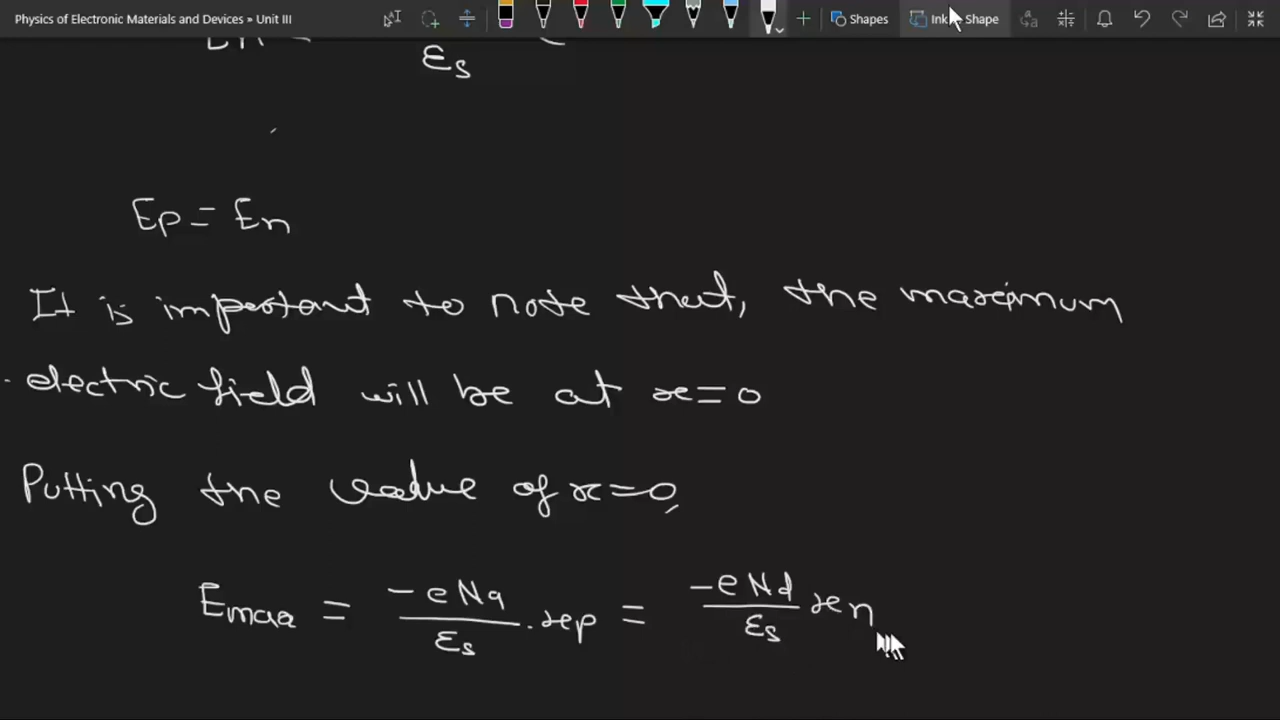 Physics of Electronic Materials and Devices » Unit III
Shapes
Ink Shape
εs
Ep = En
It is important to note that, the maximum
electric field will be at x=0
Putting the value of x=0,
Emax = -eNa/εs . xp = -eNd/εs xn